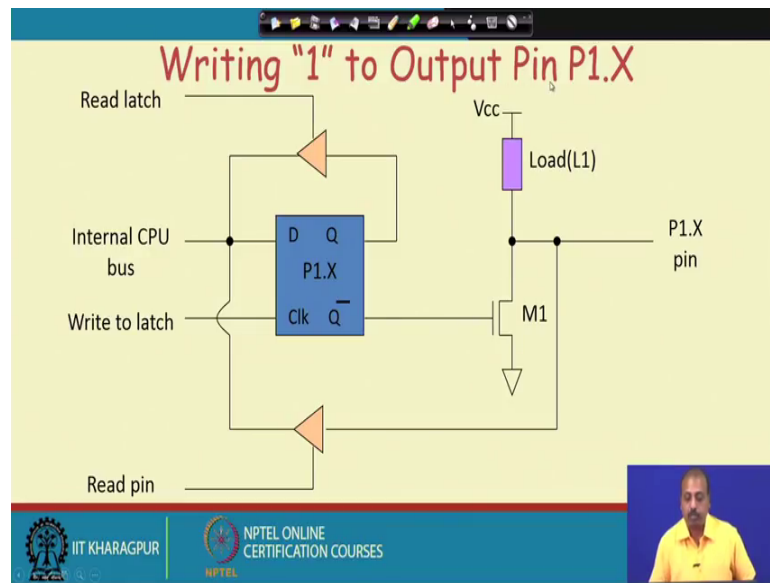 Writing "1" to Output Pin P1.X
Read latch
Vcc
Load(L1)
Internal CPU
bus
D Q
P1.X
P1.X
pin
Write to latch
Clk Q̅
M1
Read pin
IIT KHARAGPUR
NPTEL
NPTEL ONLINE
CERTIFICATION COURSES